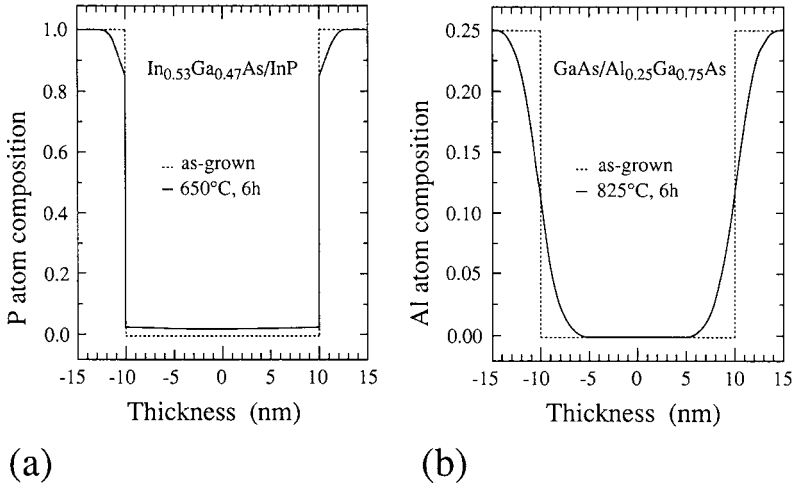 1.0
0.8
0.6
0.4
0.2
0.0
P atom composition
In0.53Ga0.47As/InP
as-grown
650°C, 6h
-15 -10 -5 0 5 10 15
Thickness (nm)
(a)
0.25
0.20
0.15
0.10
0.05
0.00
Al atom composition
GaAs/Al0.25Ga0.75As
as-grown
825°C, 6h
-15 -10 -5 0 5 10 15
Thickness (nm)
(b)